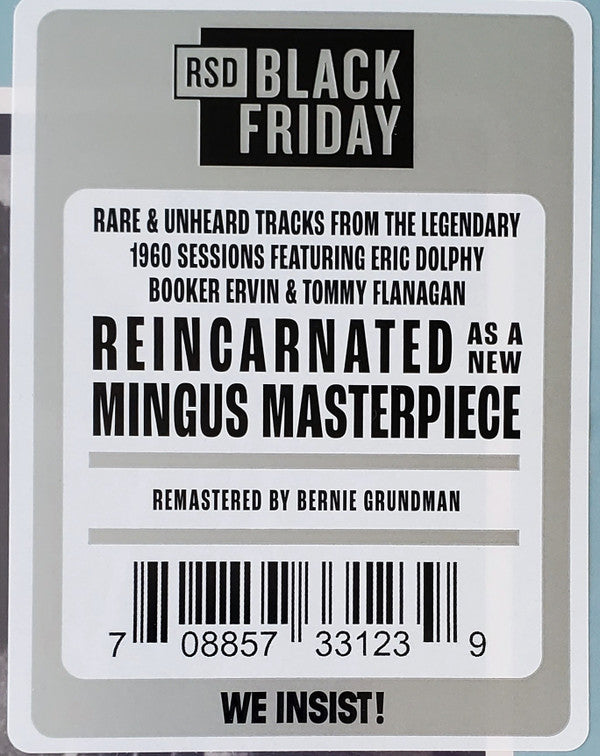 RSD BLACK
FRIDAY
RARE & UNHEARD TRACKS FROM THE LEGENDARY
1960 SESSIONS FEATURING ERIC DOLPHY
BOOKER ERVIN & TOMMY FLANAGAN
REINCARNATED AS A NEW
MINGUS MASTERPIECE
REMASTERED BY BERNIE GRUNDMAN
7 08857 33123 9
WE INSIST!